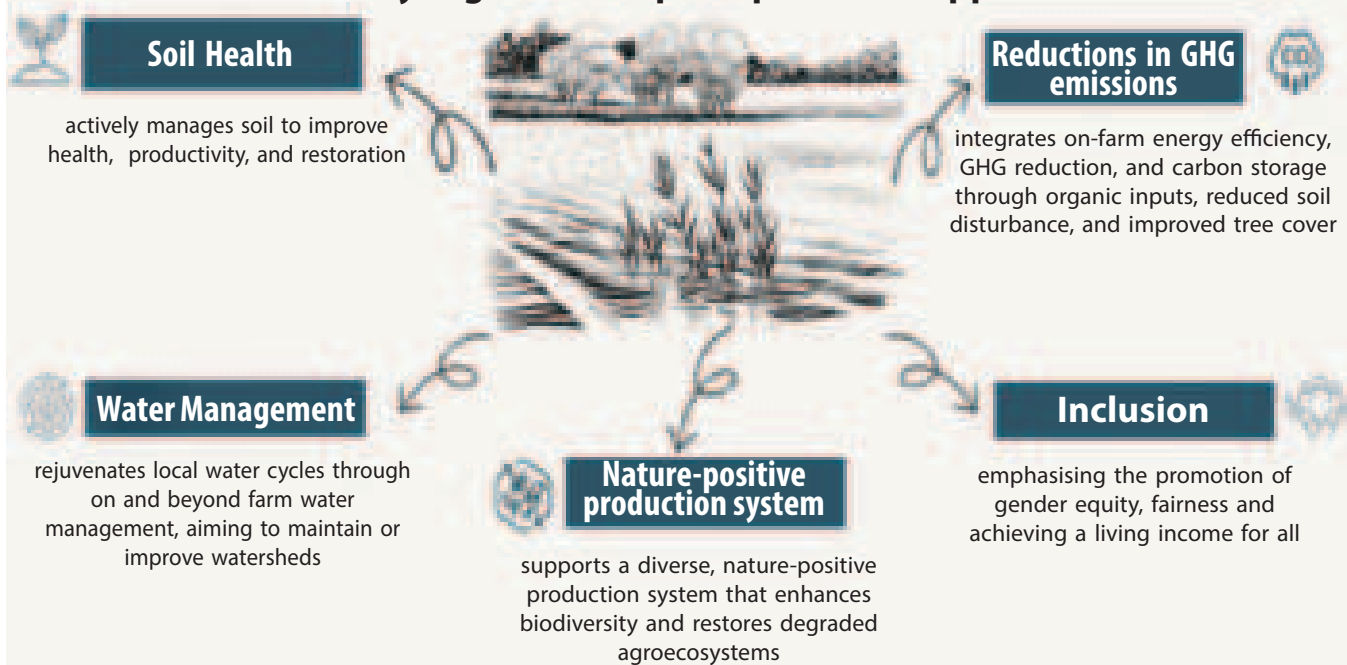 Soil Health
actively manages soil to improve
health, productivity, and restoration
Reductions in GHG
emissions
integrates on-farm energy efficiency,
GHG reduction, and carbon storage
through organic inputs, reduced soil
disturbance, and improved tree cover
Water Management
rejuvenates local water cycles through
on and beyond farm water
management, aiming to maintain or
improve watersheds
Nature-positive
production system
supports a diverse, nature-positive
production system that enhances
biodiversity and restores degraded
agroecosystems
Inclusion
emphasising the promotion of
gender equity, fairness and
achieving a living income for all